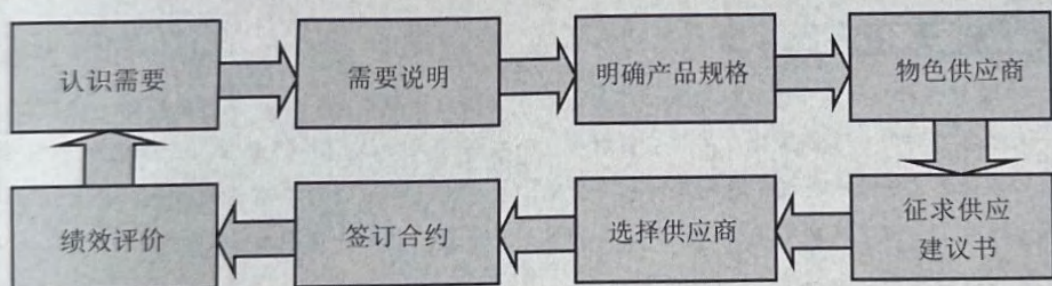 认识需要
需要说明
明确产品规格
物色供应商
征求供应
建议书
选择供应商
签订合约
绩效评价